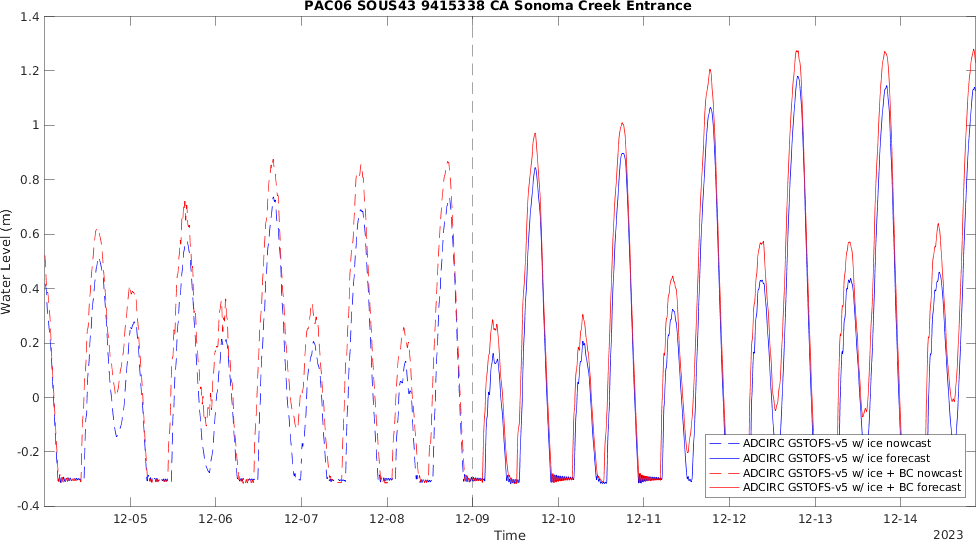 PAC06 SOUS43 9415338 CA Sonoma Creek Entrance
1.4
1.2
1
0.8
0.6
0.4
0.2
0
-0.2
-0.4
Water Level (m)
ADCIRC GSTOFS-v5 w/ ice nowcast
ADCIRC GSTOFS-v5 w/ ice forecast
ADCIRC GSTOFS-v5 w/ ice + BC nowcast
ADCIRC GSTOFS-v5 w/ ice + BC forecast
12-05 12-06 12-07 12-08 12-09 12-10 12-11 12-12 12-13 12-14
Time
2023